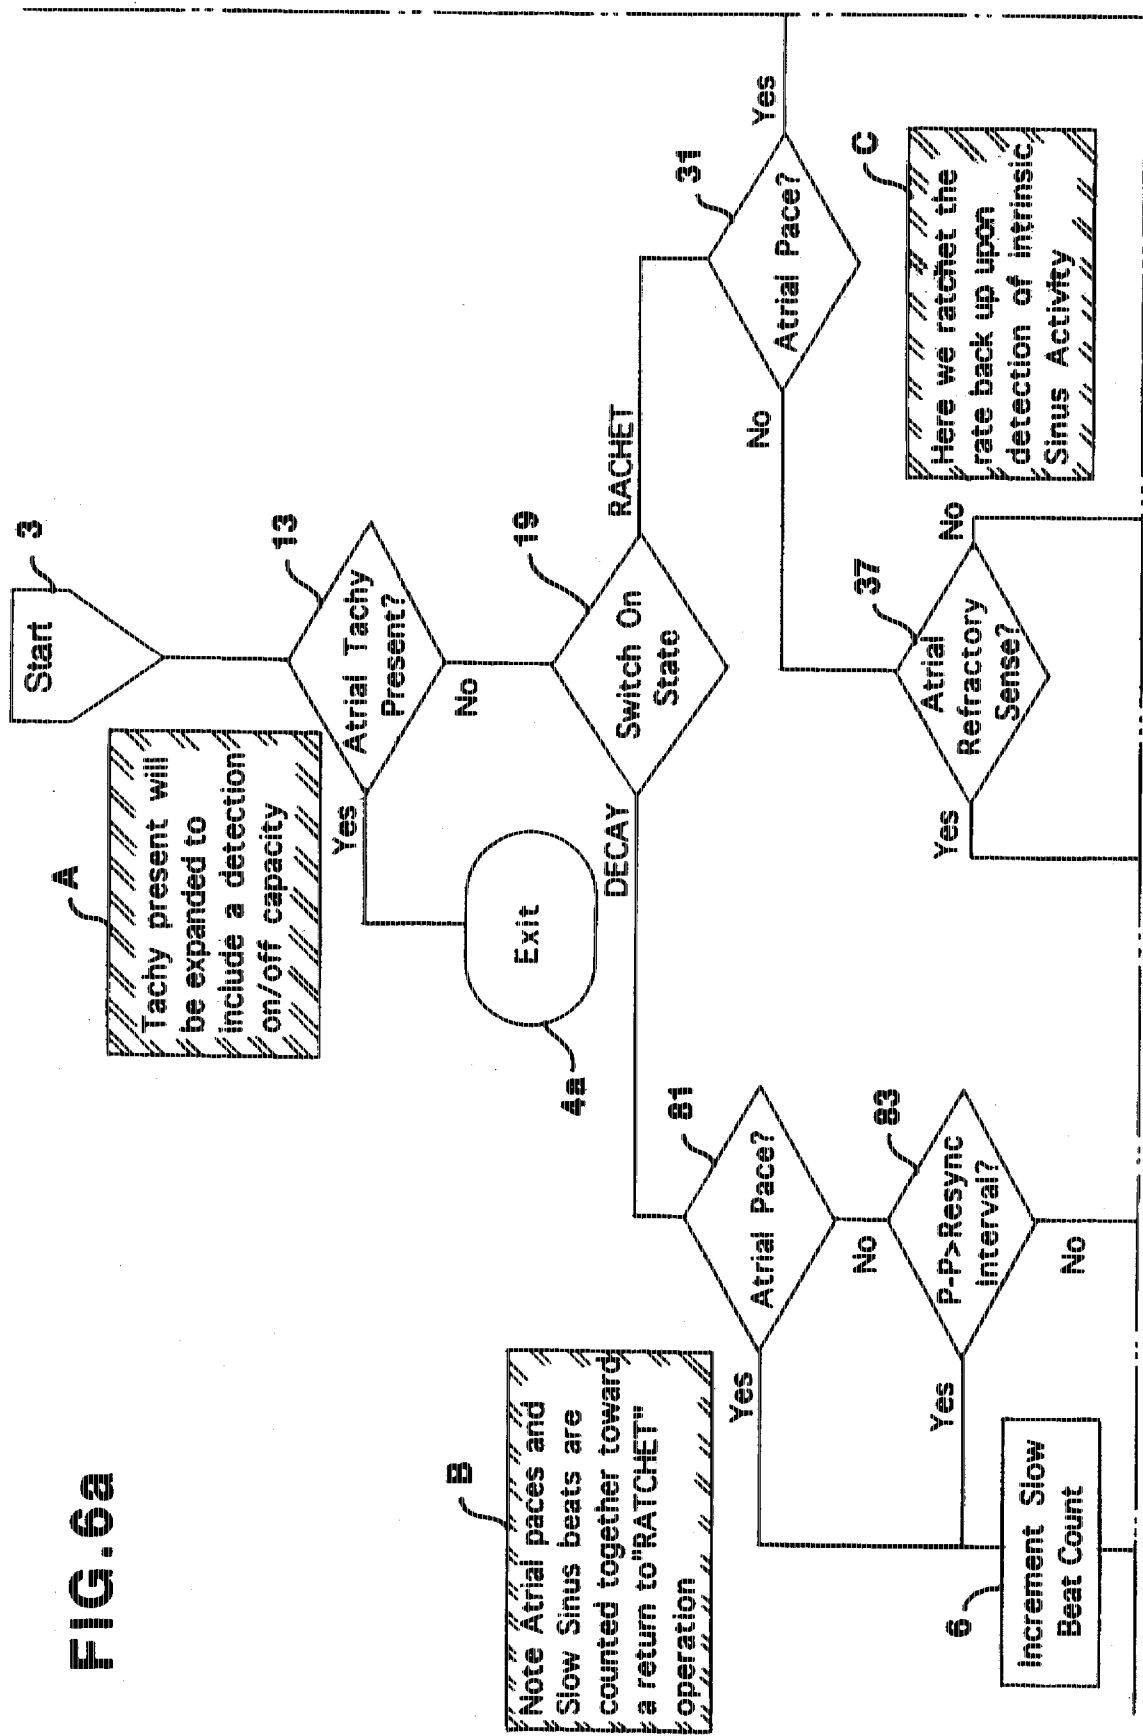 FIG.6a
Start
3
A
Tachy present will
be expanded to
include a detection
on/off capacity
Atrial Tachy
Present?
13
Yes
No
Exit
4a
Switch On
State
19
DECAY
RACHET
B
Note Atrial paces and
Slow Sinus beats are
counted together toward
a return to"RATCHET"
operation
Atrial Pace?
81
Yes
No
P-P>Resync
interval?
83
Yes
No
6
Increment Slow
Beat Count
Atrial Pace?
31
Yes
No
Atrial
Refractory
Sense?
37
Yes
No
C
Here we ratchet the
rate back up upon
detection of intrinsic
Sinus Activity